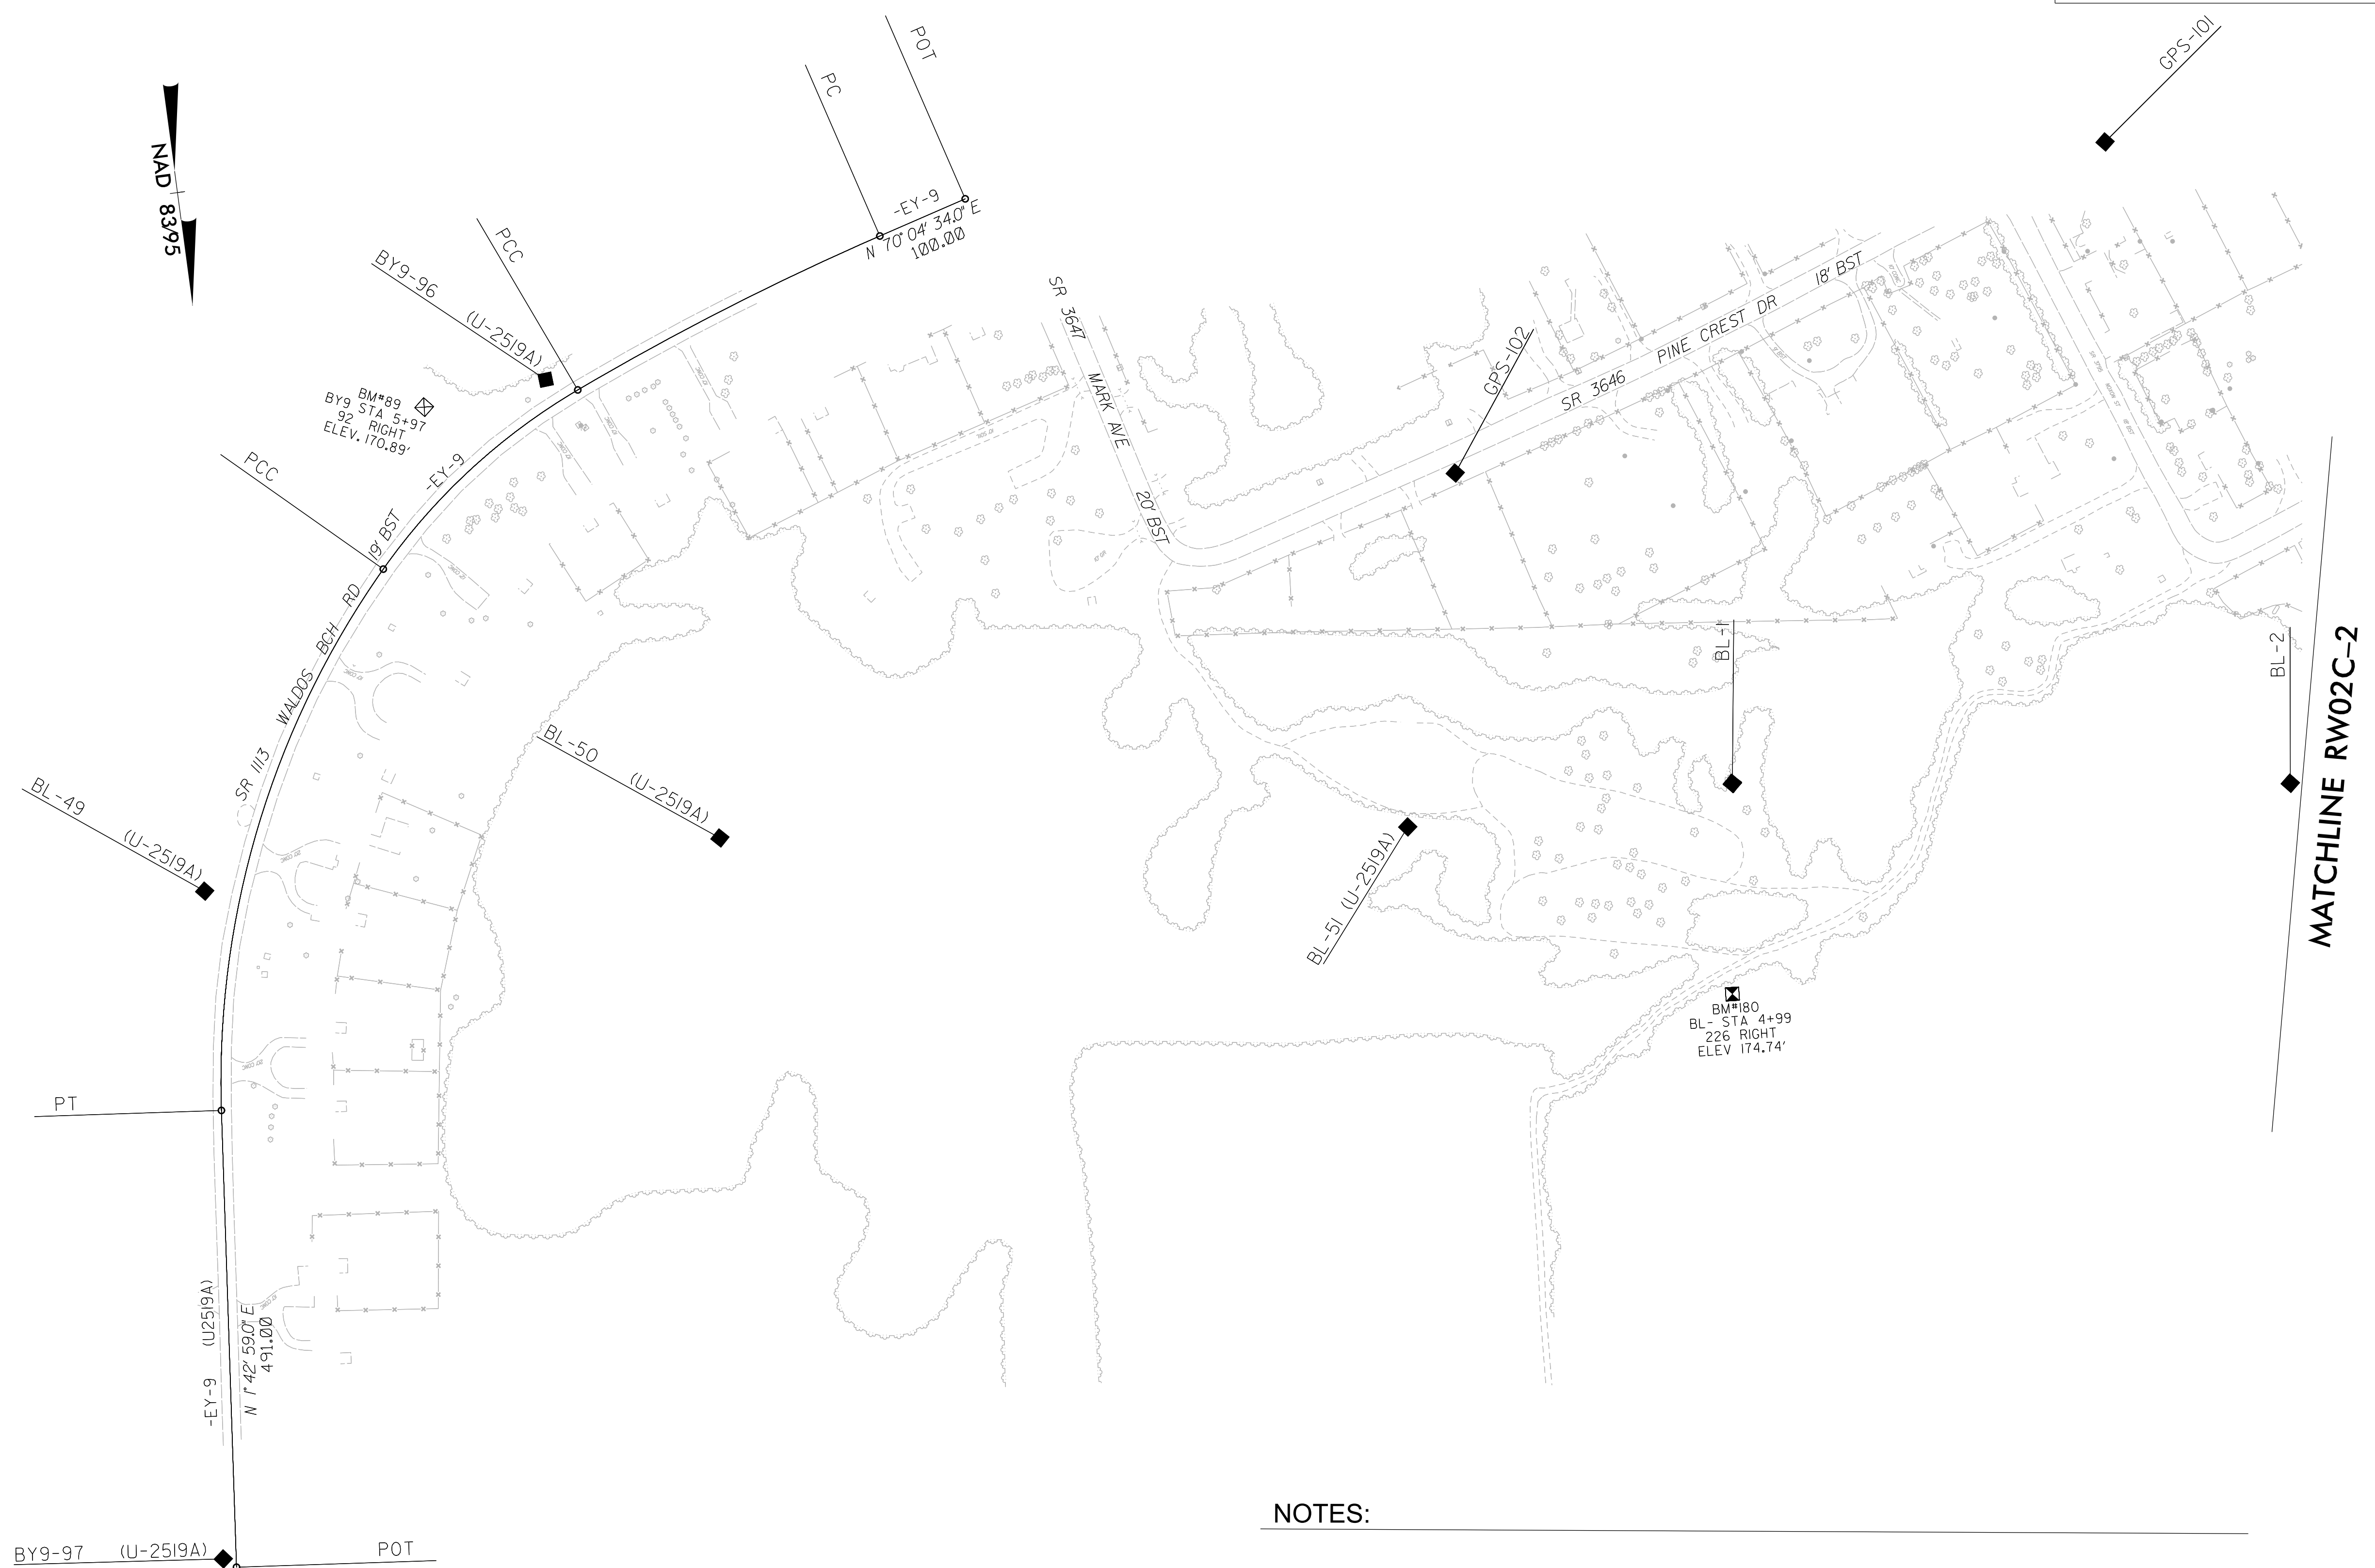 POT
PC
GPS-101
NAD 83/95
-EY-9
N 70° 04' 34.0" E
100.00
PCC
BY9-96 (U-2519A)
BM#89
BY9 STA 5+97
92 RIGHT
ELEV. 170.89'
PCC
-EY-9
19' BST
SR 1113 WALDOS BCH RD
SR 3647 MARK AVE 20' BST
GPS-102
SR 3646 PINE CREST DR 18' BST
BL-49 (U-2519A)
BL-50 (U-2519A)
BL-51 (U-2519A)
BL-1
BL-2
MATCHLINE RW02C-2
BM#180
BL- STA 4+99
226 RIGHT
ELEV 174.74'
PT
-EY-9 (U2519A)
N 1° 42' 59.0" E
491.00
NOTES:
BY9-97 (U-2519A)
POT